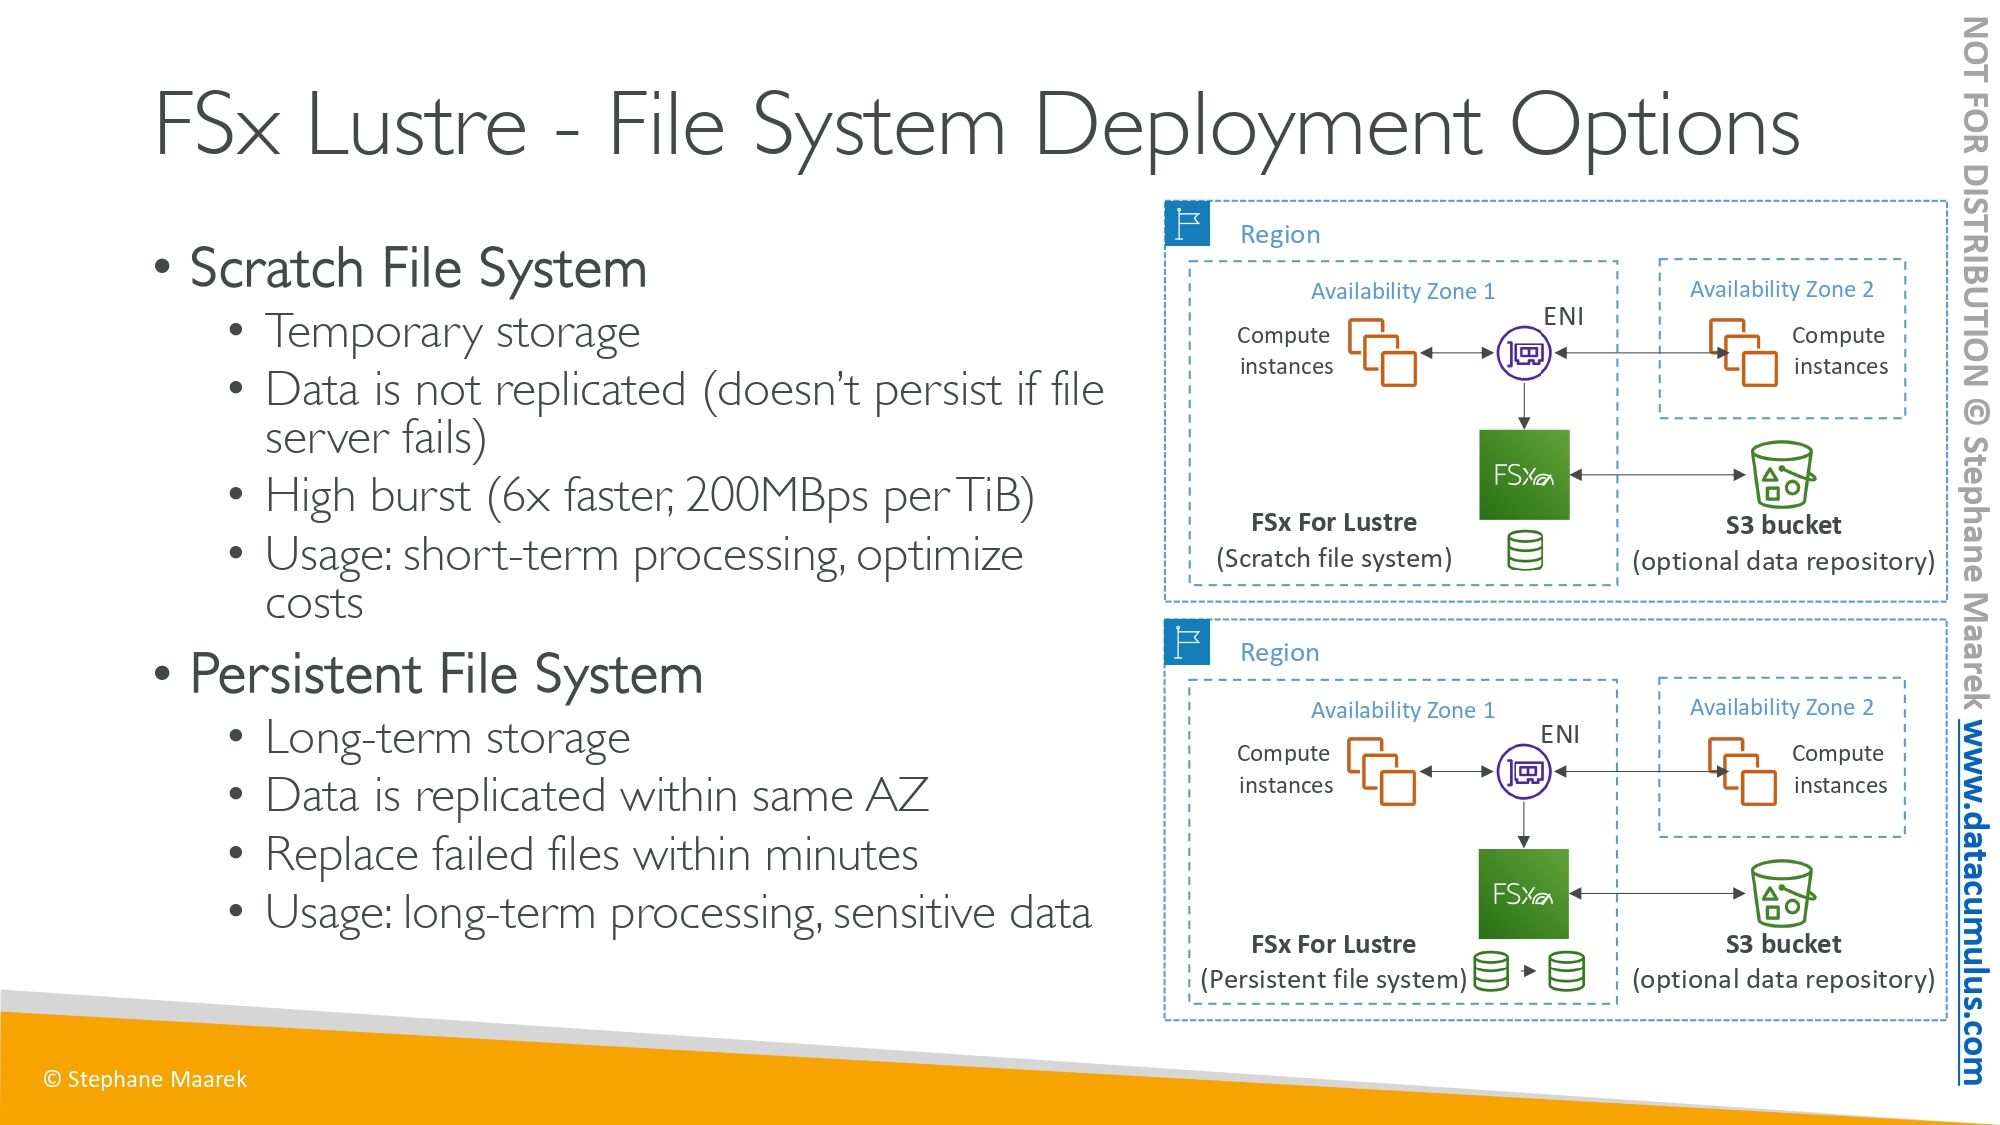 FSx Lustre - File System Deployment Options
• Scratch File System
• Temporary storage
• Data is not replicated (doesn’t persist if file
server fails)
• High burst (6x faster, 200MBps per TiB)
• Usage: short-term processing, optimize
costs
• Persistent File System
• Long-term storage
• Data is replicated within same AZ
• Replace failed files within minutes
• Usage: long-term processing, sensitive data
Region
Availability Zone 1
Compute
instances
ENI
Availability Zone 2
Compute
instances
FSx
FSx For Lustre
(Scratch file system)
S3 bucket
(optional data repository)
Region
Availability Zone 1
Compute
instances
ENI
Availability Zone 2
Compute
instances
FSx
FSx For Lustre
(Persistent file system)
S3 bucket
(optional data repository)
© Stephane Maarek
NOT FOR DISTRIBUTION © Stephane Maarek www.datacumulus.com